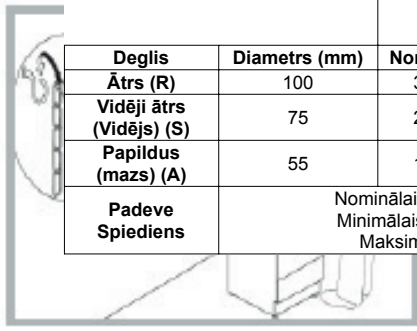 Deglis Diametrs (mm)
Ātrs (R) 100
Vidēji ātrs
(Vidējs) (S) 75
Papildus
(mazs) (A) 55
Padeve
Spiediens